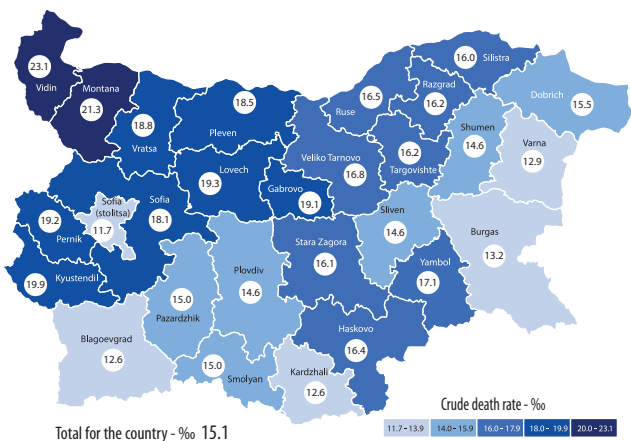 23.1
Vidin
Montana
21.3
18.8
Vratsa
18.5
Pleven
16.0
Silistra
Razgrad
16.2
16.5
Ruse
Dobrich
15.5
Shumen
14.6
Varna
12.9
16.2
Targovishte
Veliko Tarnovo
16.8
Lovech
19.3
Gabrovo
19.1
Sofia
(stolitsa)
11.7
Sofia
18.1
19.2
Pernik
19.9
Kyustendil
Sliven
14.6
Burgas
13.2
Stara Zagora
16.1
Yambol
17.1
Plovdiv
14.6
15.0
Pazardzhik
Blagoevgrad
12.6
15.0
Smolyan
Haskovo
16.4
Kardzhali
12.6
Crude death rate - ‰
11.7 – 13.9
14.0 – 15.9
16.0 – 17.9
18.0 – 19.9
20.0 – 23.1
Total for the country - ‰ 15.1